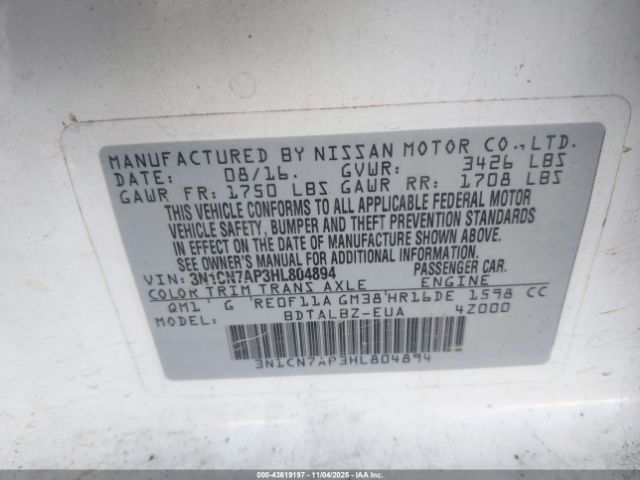 MANUFACTURED BY NISSAN MOTOR CO.,LTD.
DATE: 08/16. GVWR: 3426 LBS
GAWR FR: 1750 LBS GAWR RR: 1708 LBS
THIS VEHICLE CONFORMS TO ALL APPLICABLE FEDERAL MOTOR
VEHICLE SAFETY, BUMPER, AND THEFT PREVENTION STANDARDS
IN EFFECT ON THE DATE OF MANUFACTURE SHOWN ABOVE.
SEE OWNER'S MANUAL FOR ADDITIONAL INFORMATION.
VIN: 3N1CN7AP3HL804894 PASSENGER CAR.
COLOR TRIM TRANS AXLE ENGINE
QM1 G RE0F11A GM38 HR16DE 1598 CC
MODEL: BDTALBZ-EUA 4Z000
3N1CN7AP3HL804894
000-43619197 - 11/04/2025 - IAAI